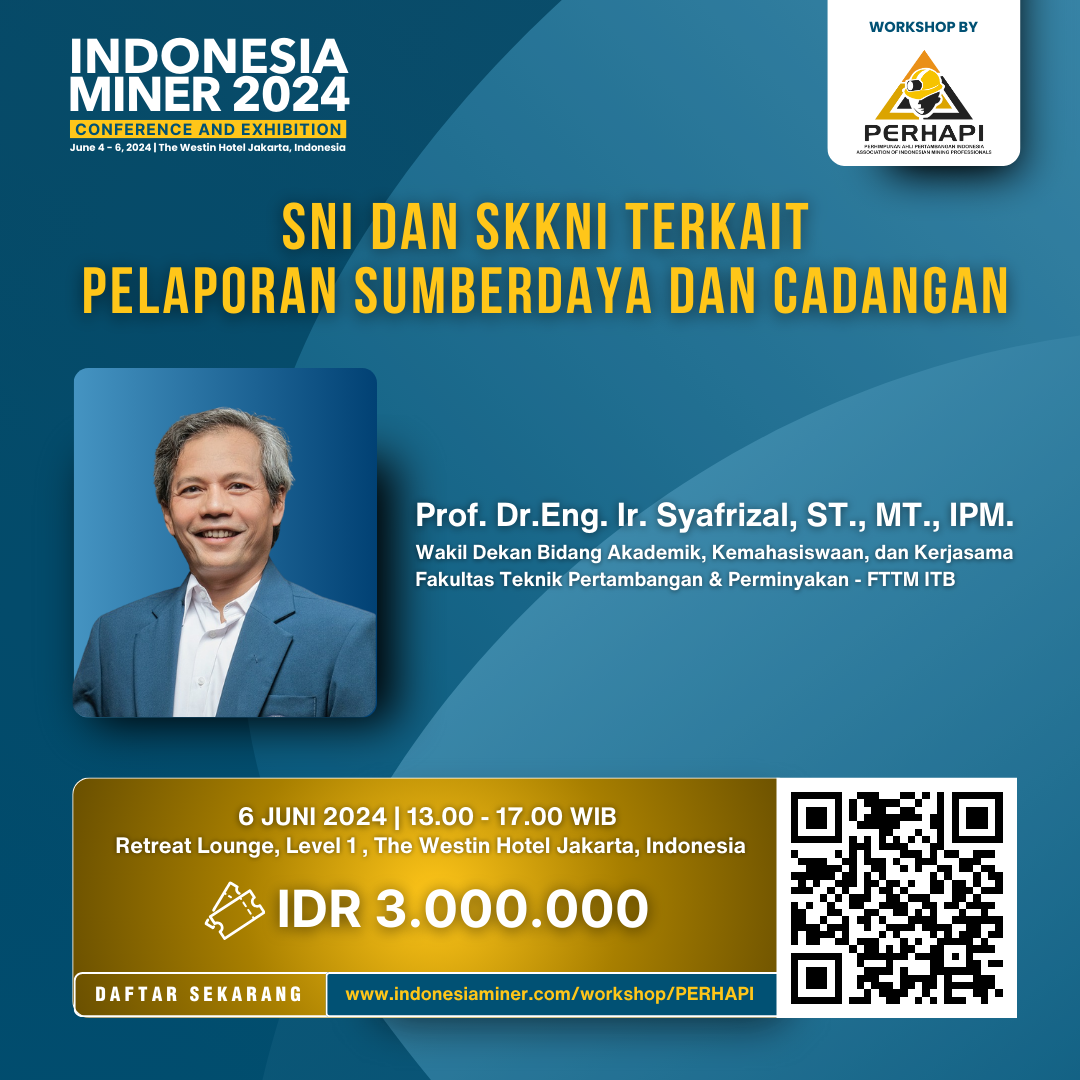 INDONESIA
MINER 2024
CONFERENCE AND EXHIBITION
June 4 - 6, 2024 | The Westin Hotel Jakarta, Indonesia
WORKSHOP BY
PERHAPI
PERHIMPUNAN AHLI PERTAMBANGAN INDONESIA
ASSOCIATION OF INDONESIAN MINING PROFESSIONALS
SNI DAN SKKNI TERKAIT
PELAPORAN SUMBERDAYA DAN CADANGAN
Prof. Dr.Eng. Ir. Syafrizal, ST., MT., IPM.
Wakil Dekan Bidang Akademik, Kemahasiswaan, dan Kerjasama
Fakultas Teknik Pertambangan & Perminyakan - FTTM ITB
6 JUNI 2024 | 13.00 - 17.00 WIB
Retreat Lounge, Level 1 , The Westin Hotel Jakarta, Indonesia
IDR 3.000.000
DAFTAR SEKARANG
www.indonesiaminer.com/workshop/PERHAPI